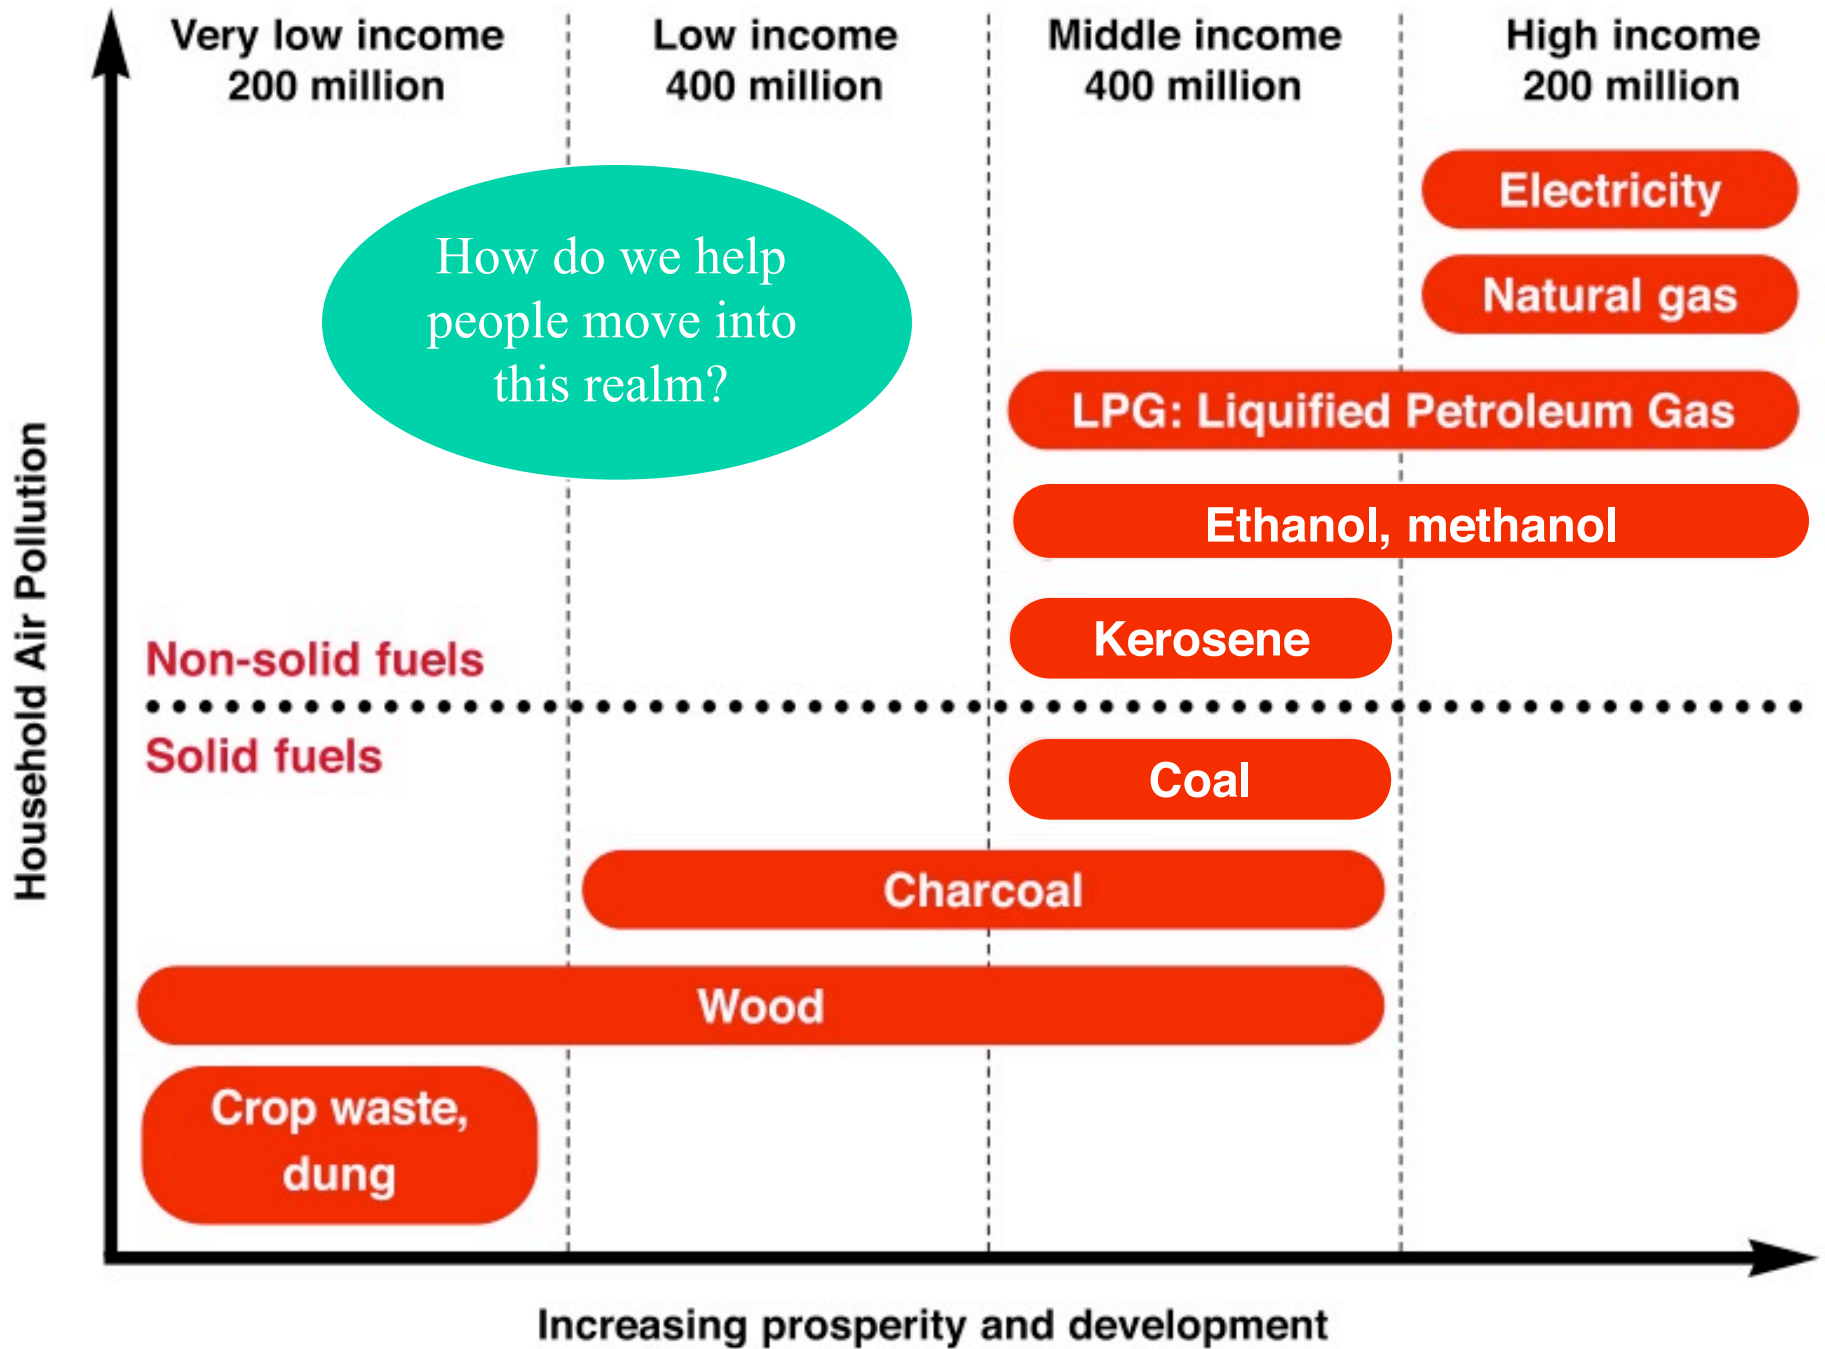 Very low income
200 million
Low income
400 million
Middle income
400 million
High income
200 million
How do we help
people move into
this realm?
Electricity
Natural gas
LPG: Liquified Petroleum Gas
Ethanol, methanol
Kerosene
Non-solid fuels
Solid fuels
Coal
Charcoal
Wood
Crop waste,
dung
Household Air Pollution
Increasing prosperity and development